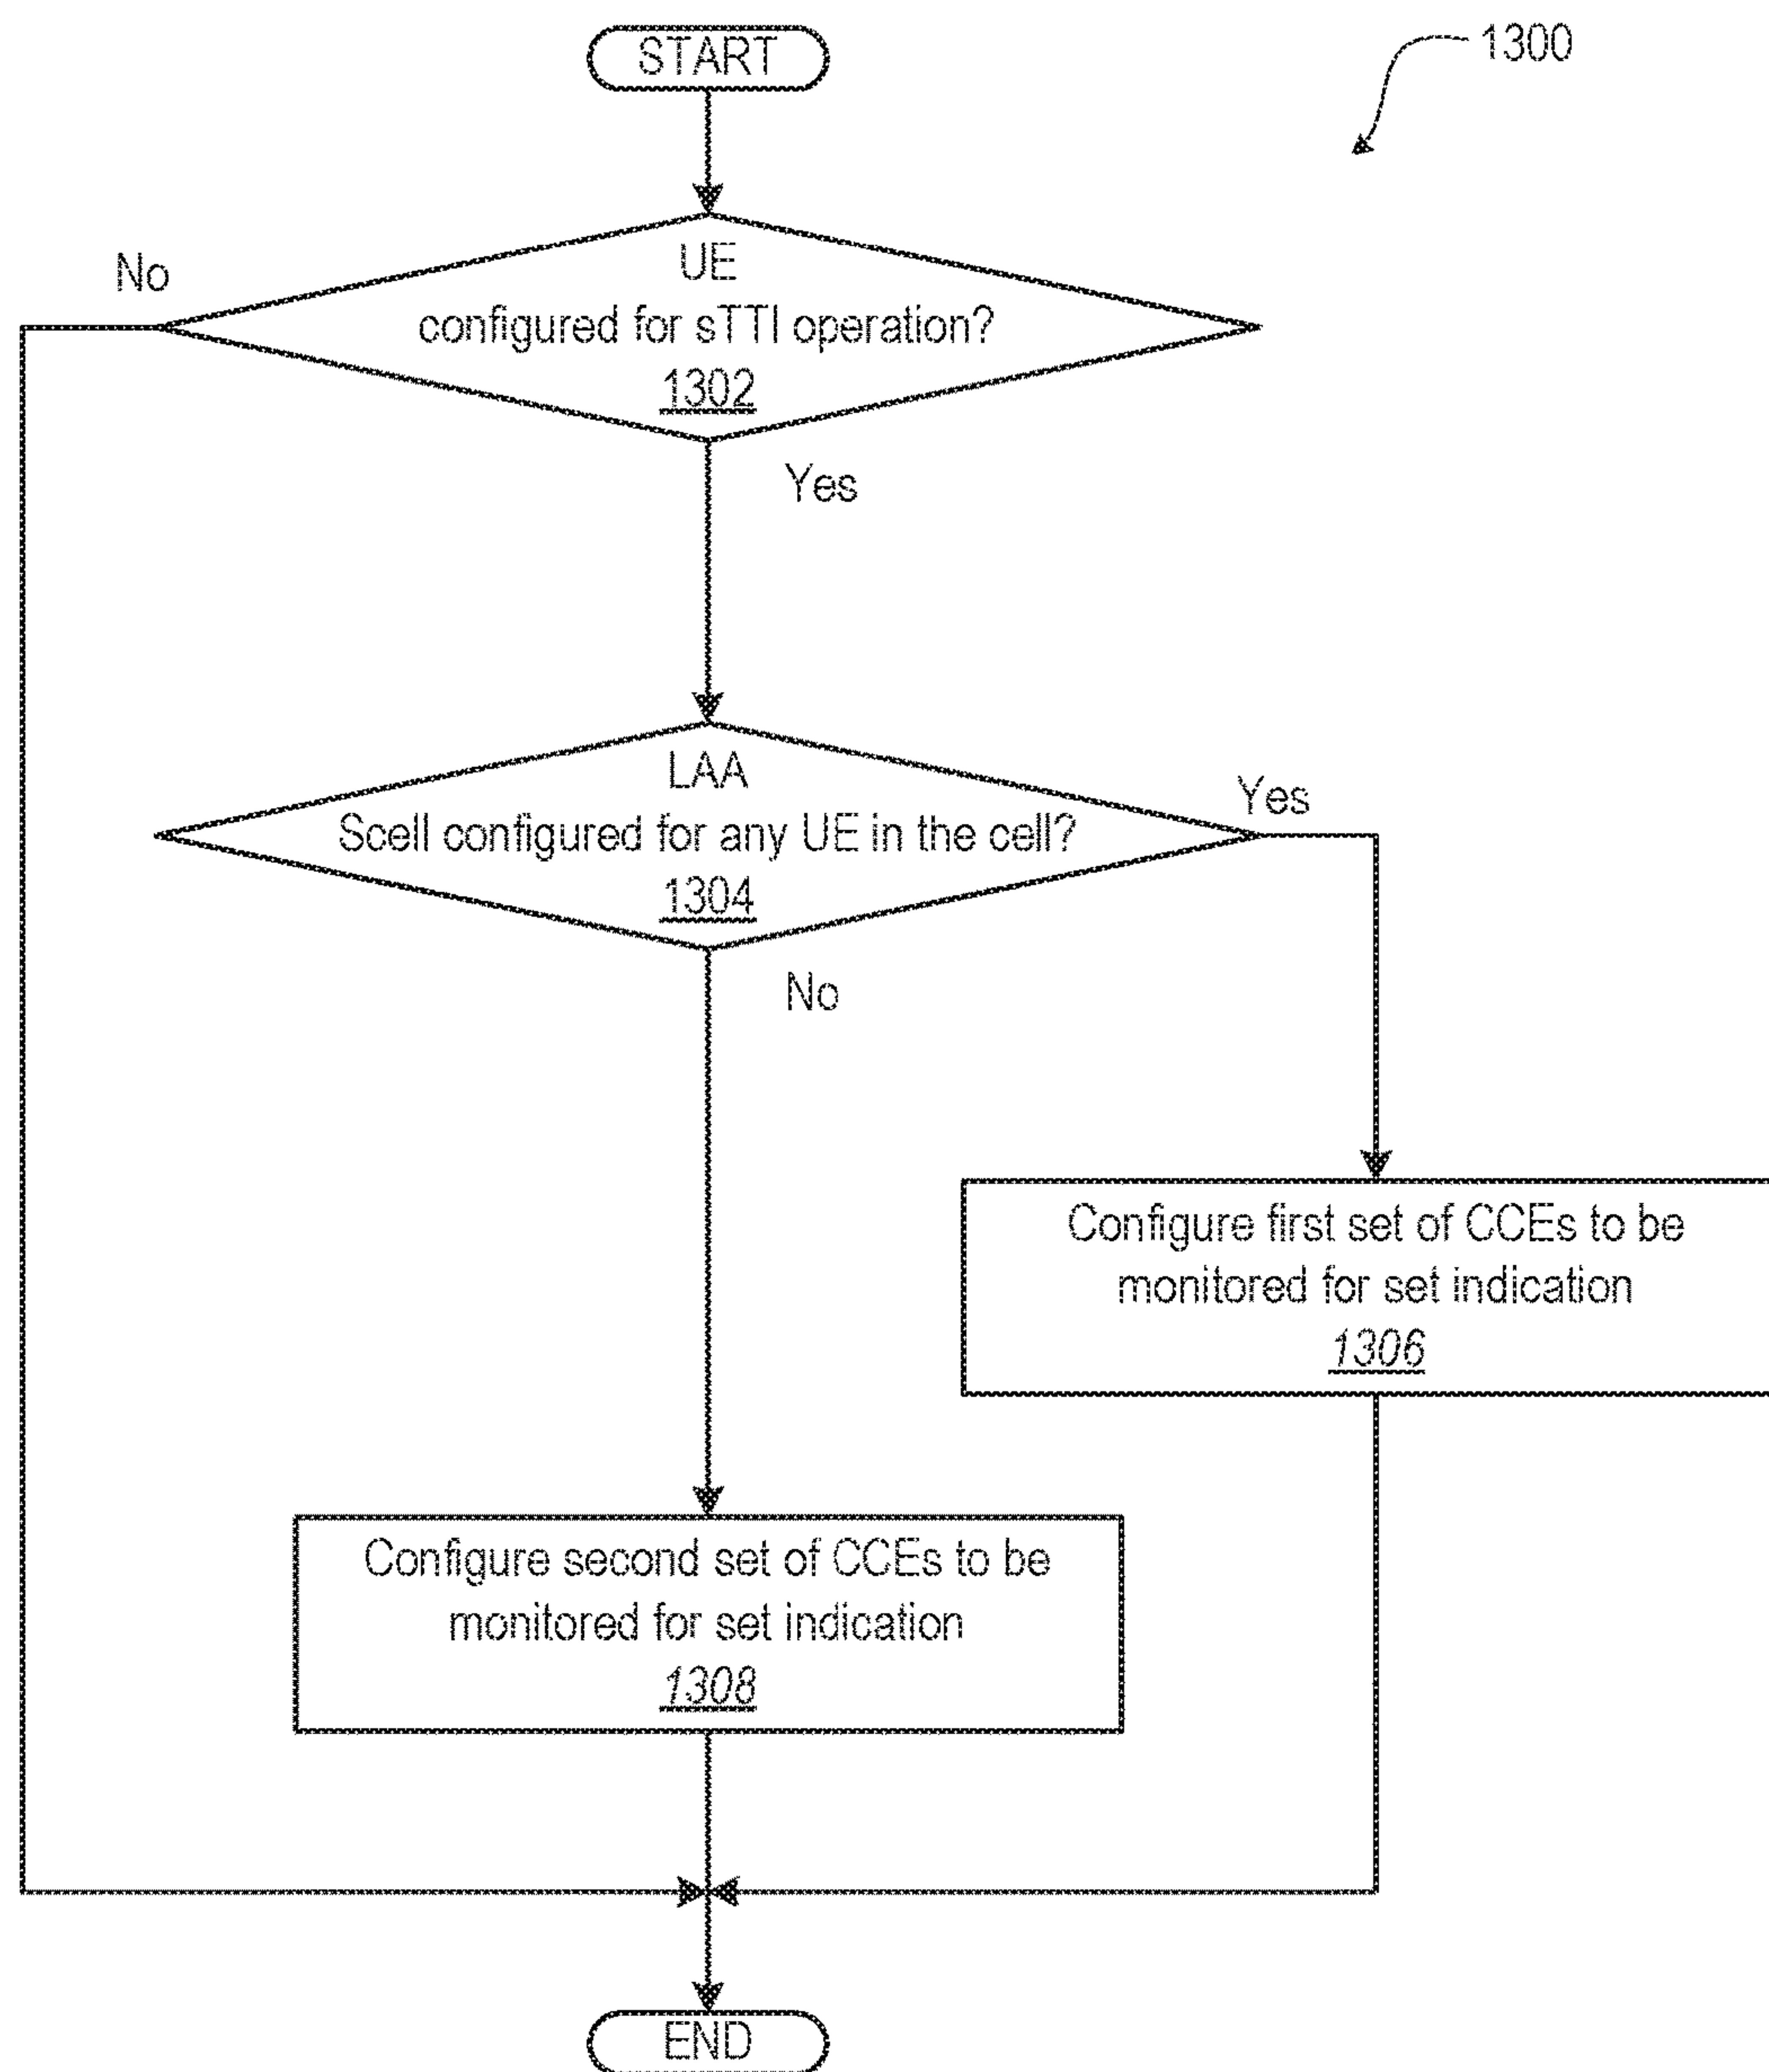 START
1300
UE
No
configured for sTTI operation?
1302
Yes
LAA
Yes
Scell configured for any UE in the cell?
1304
No
Configure first set of CCEs to be
monitored for set indication
1306
Configure second set of CCEs to be
monitored for set indication
1308
END